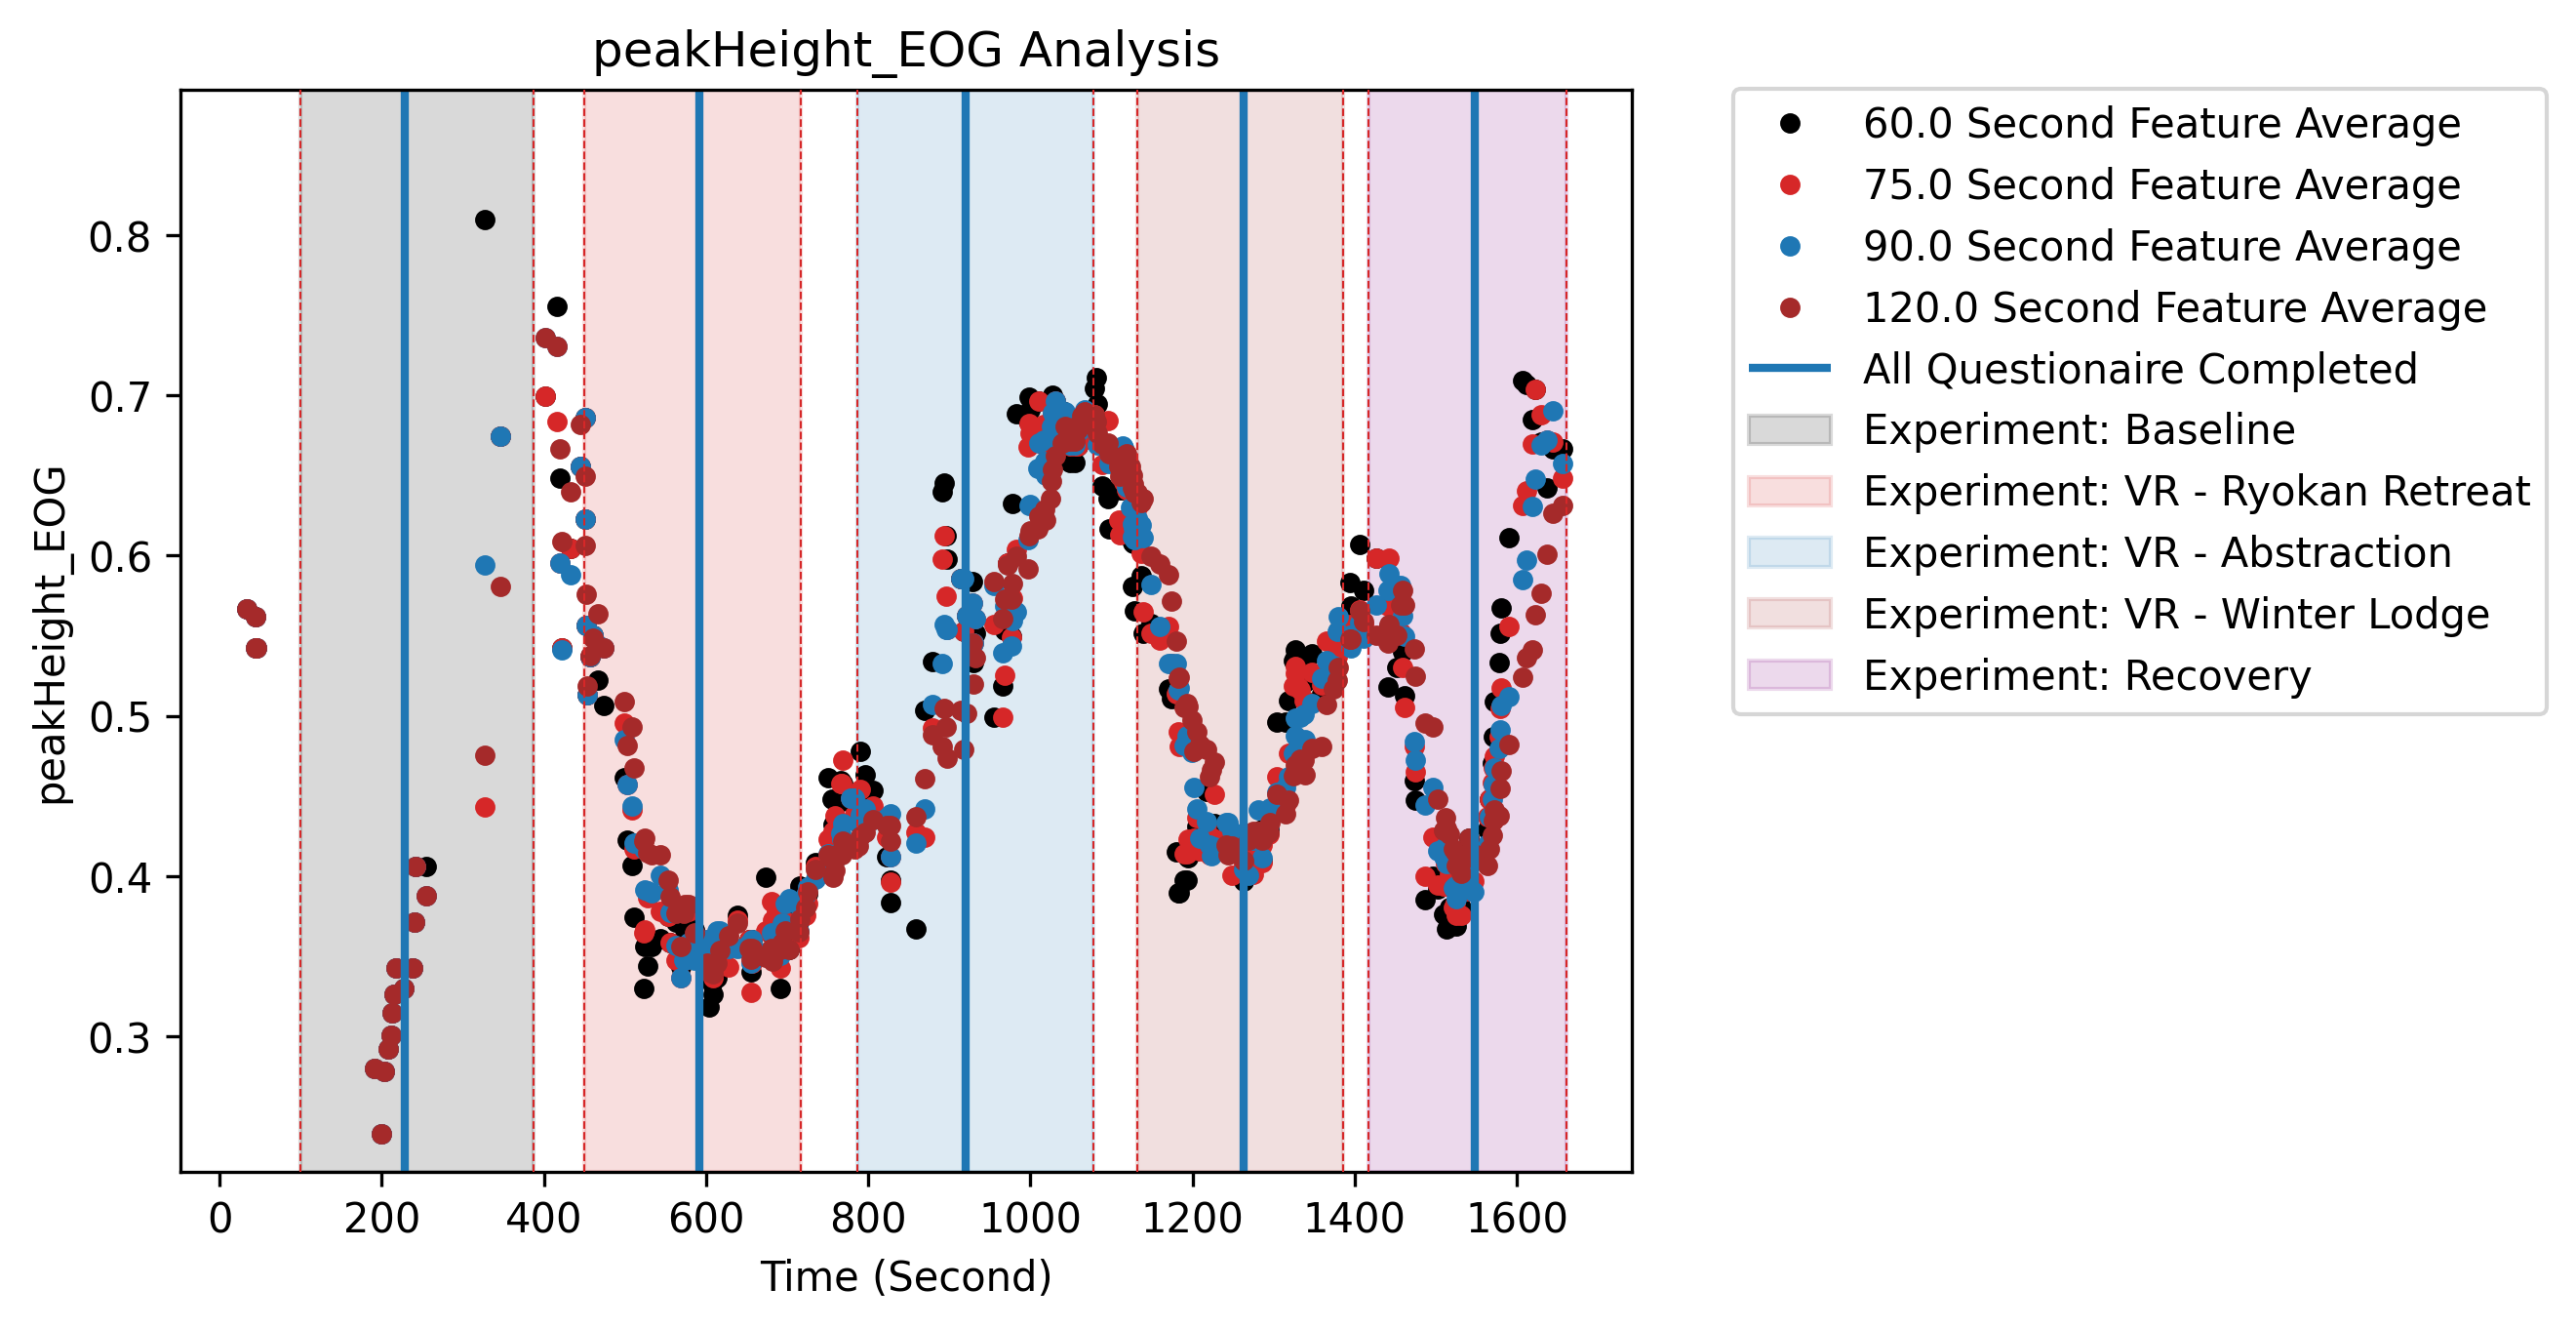 peakHeight_EOG Analysis
peakHeight_EOG
0.8
0.7
0.6
0.5
0.4
0.3
0 200 400 600 800 1000 1200 1400 1600
Time (Second)
60.0 Second Feature Average
75.0 Second Feature Average
90.0 Second Feature Average
120.0 Second Feature Average
All Questionaire Completed
Experiment: Baseline
Experiment: VR - Ryokan Retreat
Experiment: VR - Abstraction
Experiment: VR - Winter Lodge
Experiment: Recovery